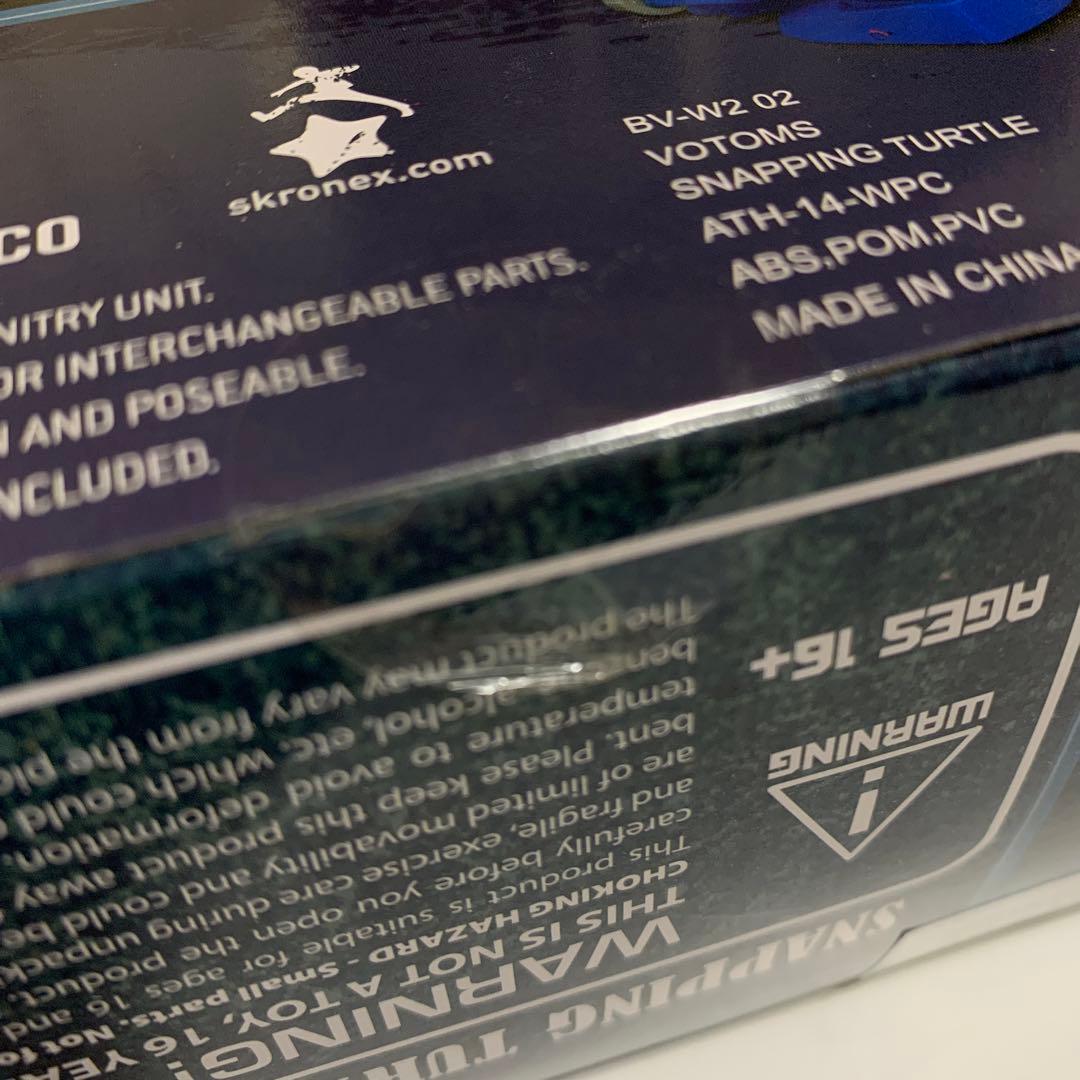 skronex.com
CO
NITRY UNIT.
OR INTERCHANGEABLE PARTS.
AND POSEABLE.
NCLUDED.
BV-W2 02
VOTOMS
SNAPPING TURTLE
ATH-14-WPC
ABS,POM,,PVC
MADE IN CHINA
SNAPPING TUR
WARNING!
THIS IS NOT A TOY, 16 YEA
CHOKING HAZARD - Small parts. Not fo
This product is suitable for ages 16 and
carefully before you open the product.
and fragile, exercise care during unpack
are of limited movability and could be
bent. Please keep this product away
temperature to avoid deformation.
alcohol, etc. which could
The product may vary from the pic
WARNING
AGES 16+